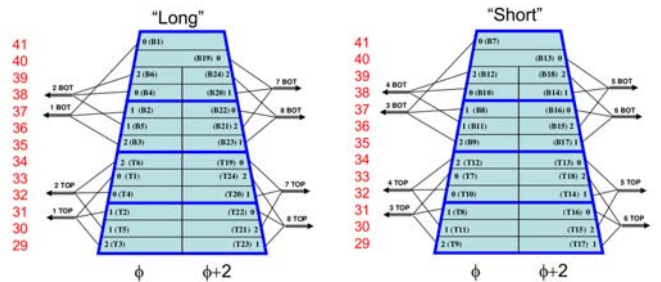 "Long" "Short"
41 0 (B1) 41 0 (B7)
40 (B19) 0 40 (B13) 0
39 2 (B6) (B24) 2 39 2 (B12) (B18) 2
7 BOT 5 BOT
2 BOT 4 BOT
38 0 (B4) (B20) 1 38 0 (B10) (B14) 1
37 1 (B2) (B22) 0 37 1 (B8) (B16) 0
1 BOT 3 BOT
8 BOT 6 BOT
36 1 (B5) (B21) 2 36 1 (B11) (B15) 2
35 2 (B3) (B23) 1 35 2 (B9) (B17) 1
34 2 (T6) (T19) 0 34 2 (T12) (T13) 0
33 0 (T1) (T24) 2 33 0 (T7) (T18) 2
2 TOP 7 TOP 4 TOP 5 TOP
32 0 (T4) (T20) 1 32 0 (T10) (T14) 1
31 1 (T2) (T22) 0 31 1 (T8) (T16) 0
1 TOP 8 TOP 3 TOP 6 TOP
30 1 (T5) (T21) 2 30 1 (T11) (T15) 2
29 2 (T3) (T23) 1 29 2 (T9) (T17) 1
ϕ ϕ+2 ϕ ϕ+2